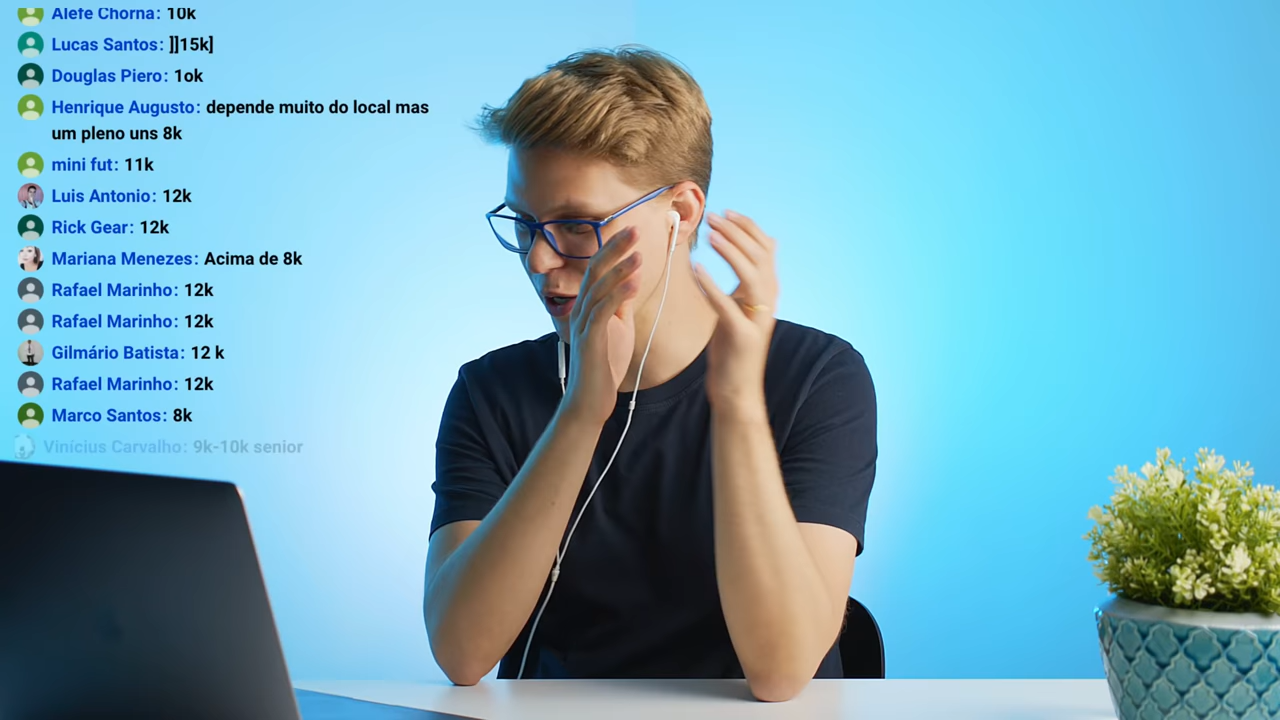 Alefe Chorna: 10k
Lucas Santos: ]]15k]
Douglas Piero: 1ok
Henrique Augusto: depende muito do local mas
um pleno uns 8k
mini fut: 11k
Luis Antonio: 12k
Rick Gear: 12k
Mariana Menezes: Acima de 8k
Rafael Marinho: 12k
Rafael Marinho: 12k
Gilmário Batista: 12 k
Rafael Marinho: 12k
Marco Santos: 8k
Vinícius Carvalho: 9k-10k senior